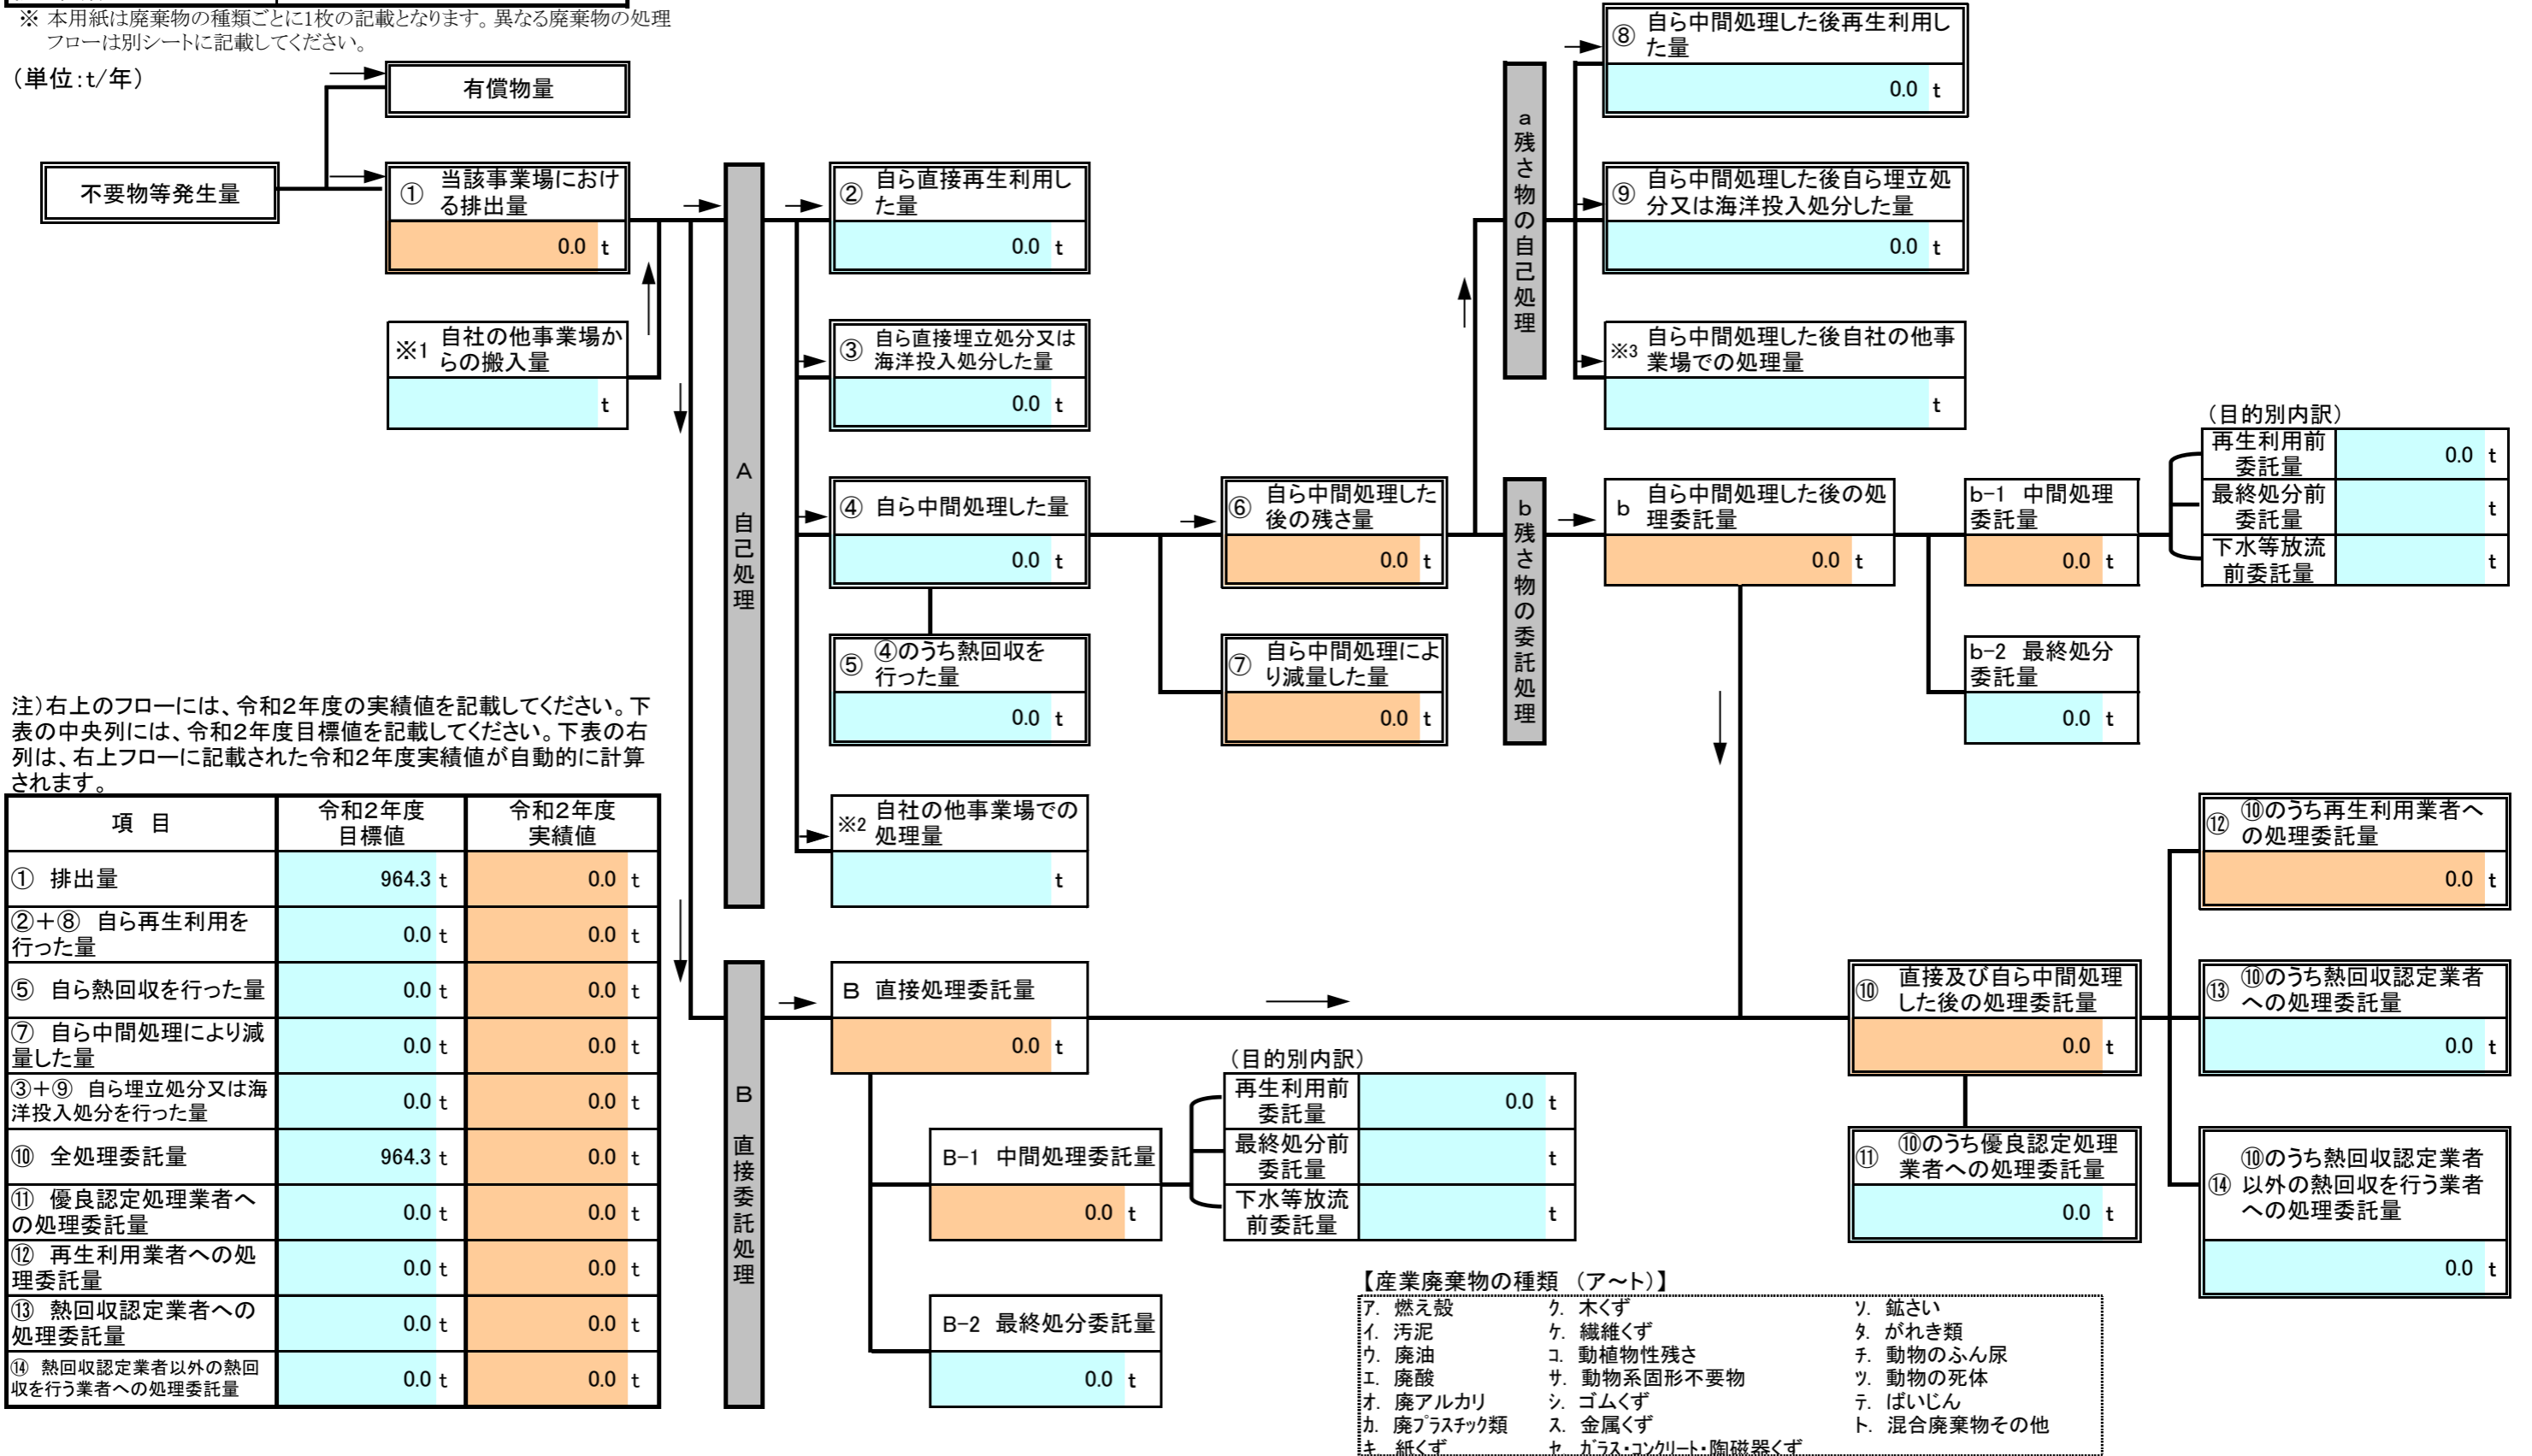 ※ 本用紙は廃棄物の種類ごとに1枚の記載となります。異なる廃棄物の処理
フローは別シートに記載してください。
（単位：t/年）
有償物量
不要物等発生量
① 当該事業場におけ
る排出量
0.0 t
※1 自社の他事業場か
らの搬入量
t
A 自己処理
② 自ら直接再生利用し
た量
0.0 t
③ 自ら直接埋立処分又は
海洋投入処分した量
0.0 t
④ 自ら中間処理した量
0.0 t
⑤ ④のうち熱回収を
行った量
0.0 t
※2 自社の他事業場での
処理量
t
⑥ 自ら中間処理した
後の残さ量
0.0 t
⑦ 自ら中間処理によ
り減量した量
0.0 t
a 残さ物の自己処理
⑧ 自ら中間処理した後再生利用し
た量
0.0 t
⑨ 自ら中間処理した後自ら埋立処
分又は海洋投入処分した量
0.0 t
※3 自ら中間処理した後自社の他事
業場での処理量
t
b 残さ物の委託処理
b 自ら中間処理した後の処
理委託量
0.0 t
b-1 中間処理
委託量
0.0 t
（目的別内訳）
再生利用前
委託量
0.0 t
最終処分前
委託量
t
下水等放流
前委託量
t
b-2 最終処分
委託量
0.0 t
注）右上のフローには、令和２年度の実績値を記載してください。下
表の中央列には、令和２年度目標値を記載してください。下表の右
列は、右上フローに記載された令和２年度実績値が自動的に計算
されます。
項 目 令和２年度 令和２年度
目標値 実績値
① 排出量 964.3 t 0.0 t
②＋⑧ 自ら再生利用を
行った量 0.0 t 0.0 t
⑤ 自ら熱回収を行った量 0.0 t 0.0 t
⑦ 自ら中間処理により減
量した量 0.0 t 0.0 t
③＋⑨ 自ら埋立処分又は海
洋投入処分を行った量 0.0 t 0.0 t
⑩ 全処理委託量 964.3 t 0.0 t
⑪ 優良認定処理業者へ
の処理委託量 0.0 t 0.0 t
⑫ 再生利用業者への処
理委託量 0.0 t 0.0 t
⑬ 熱回収認定業者への
処理委託量 0.0 t 0.0 t
⑭ 熱回収認定業者以外の熱回
収を行う業者への処理委託量 0.0 t 0.0 t
B 直接委託処理
B 直接処理委託量
0.0 t
B-1 中間処理委託量
0.0 t
（目的別内訳）
再生利用前
委託量
0.0 t
最終処分前
委託量
t
下水等放流
前委託量
t
B-2 最終処分委託量
0.0 t
⑩ 直接及び自ら中間処理
した後の処理委託量
0.0 t
⑪ ⑩のうち優良認定処理
業者への処理委託量
0.0 t
⑫ ⑩のうち再生利用業者へ
の処理委託量
0.0 t
⑬ ⑩のうち熱回収認定業者
への処理委託量
0.0 t
⑭ ⑩のうち熱回収認定業者
以外の熱回収を行う業者
への処理委託量
0.0 t
【産業廃棄物の種類 （ア～ト）】
ア. 燃え殻 ク. 木くず ソ. 鉱さい
イ. 汚泥 ケ. 繊維くず タ. がれき類
ウ. 廃油 コ. 動植物性残さ チ. 動物のふん尿
エ. 廃酸 サ. 動物系固形不要物 ツ. 動物の死体
オ. 廃アルカリ シ. ゴムくず テ. ばいじん
カ. 廃プラスチック類 ス. 金属くず ト. 混合廃棄物その他
キ. 紙くず セ. ガラス・コンクリート・陶磁器くず